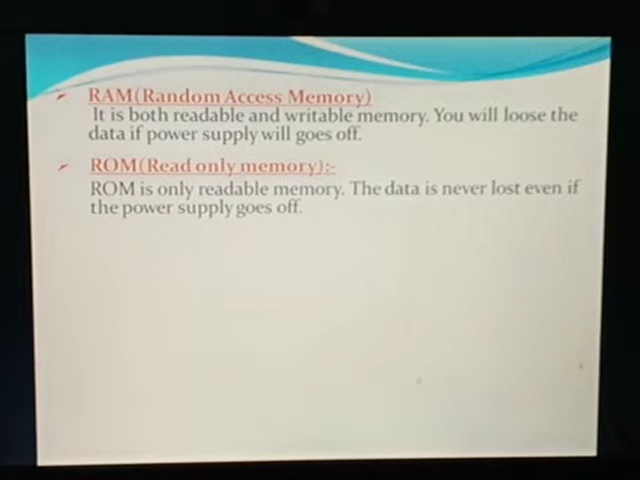 RAM(Random Access Memory)
It is both readable and writable memory. You will loose the
data if power supply will goes off.
ROM(Read only memory):-
ROM is only readable memory. The data is never lost even if
the power supply goes off.